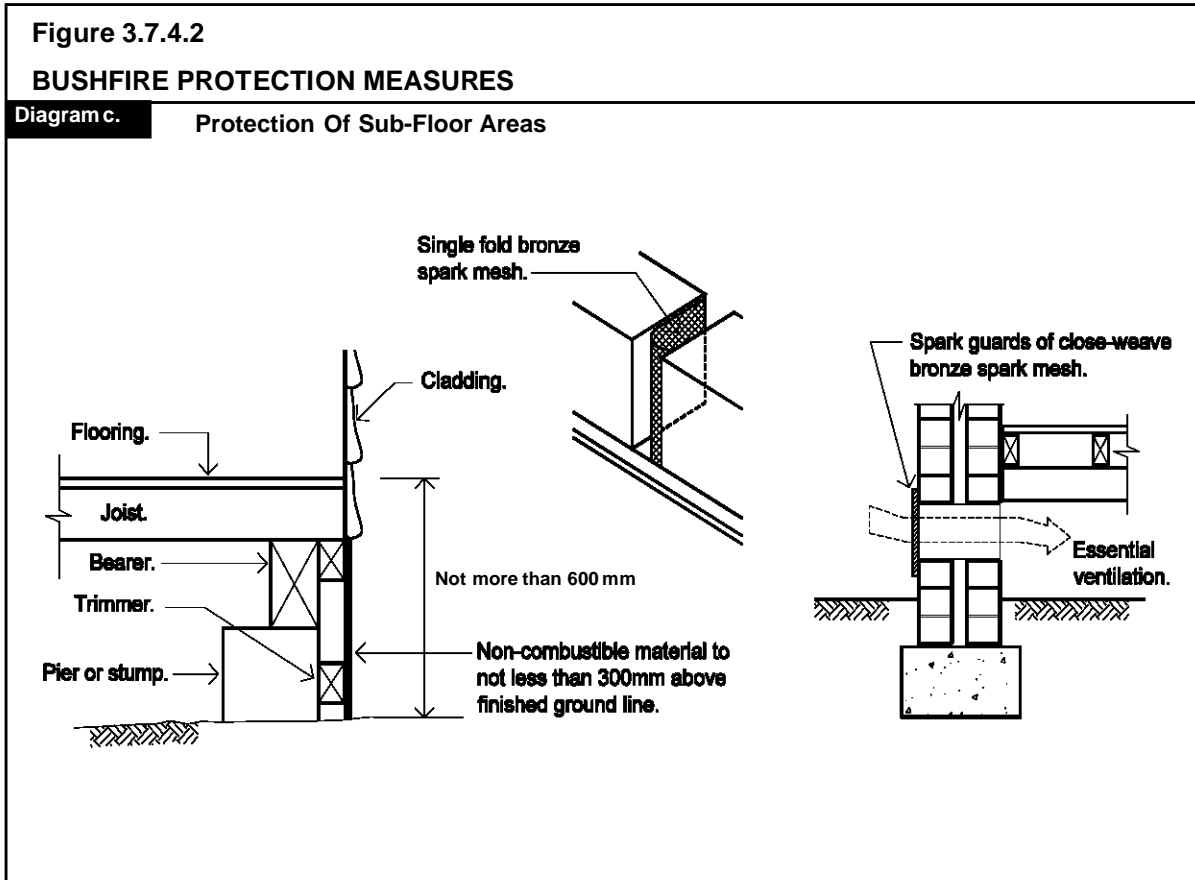 Figure 3.7.4.2
BUSHFIRE PROTECTION MEASURES
Diagram c.
Protection Of Sub-Floor Areas
Single fold bronze
spark mesh.
Cladding.
Flooring.
Joist.
Bearer.
Trimmer.
Pier or stump.
Not more than 600 mm
Non-combustible material to
not less than 300mm above
finished ground line.
Spark guards of close-weave
bronze spark mesh.
Essential
ventilation.